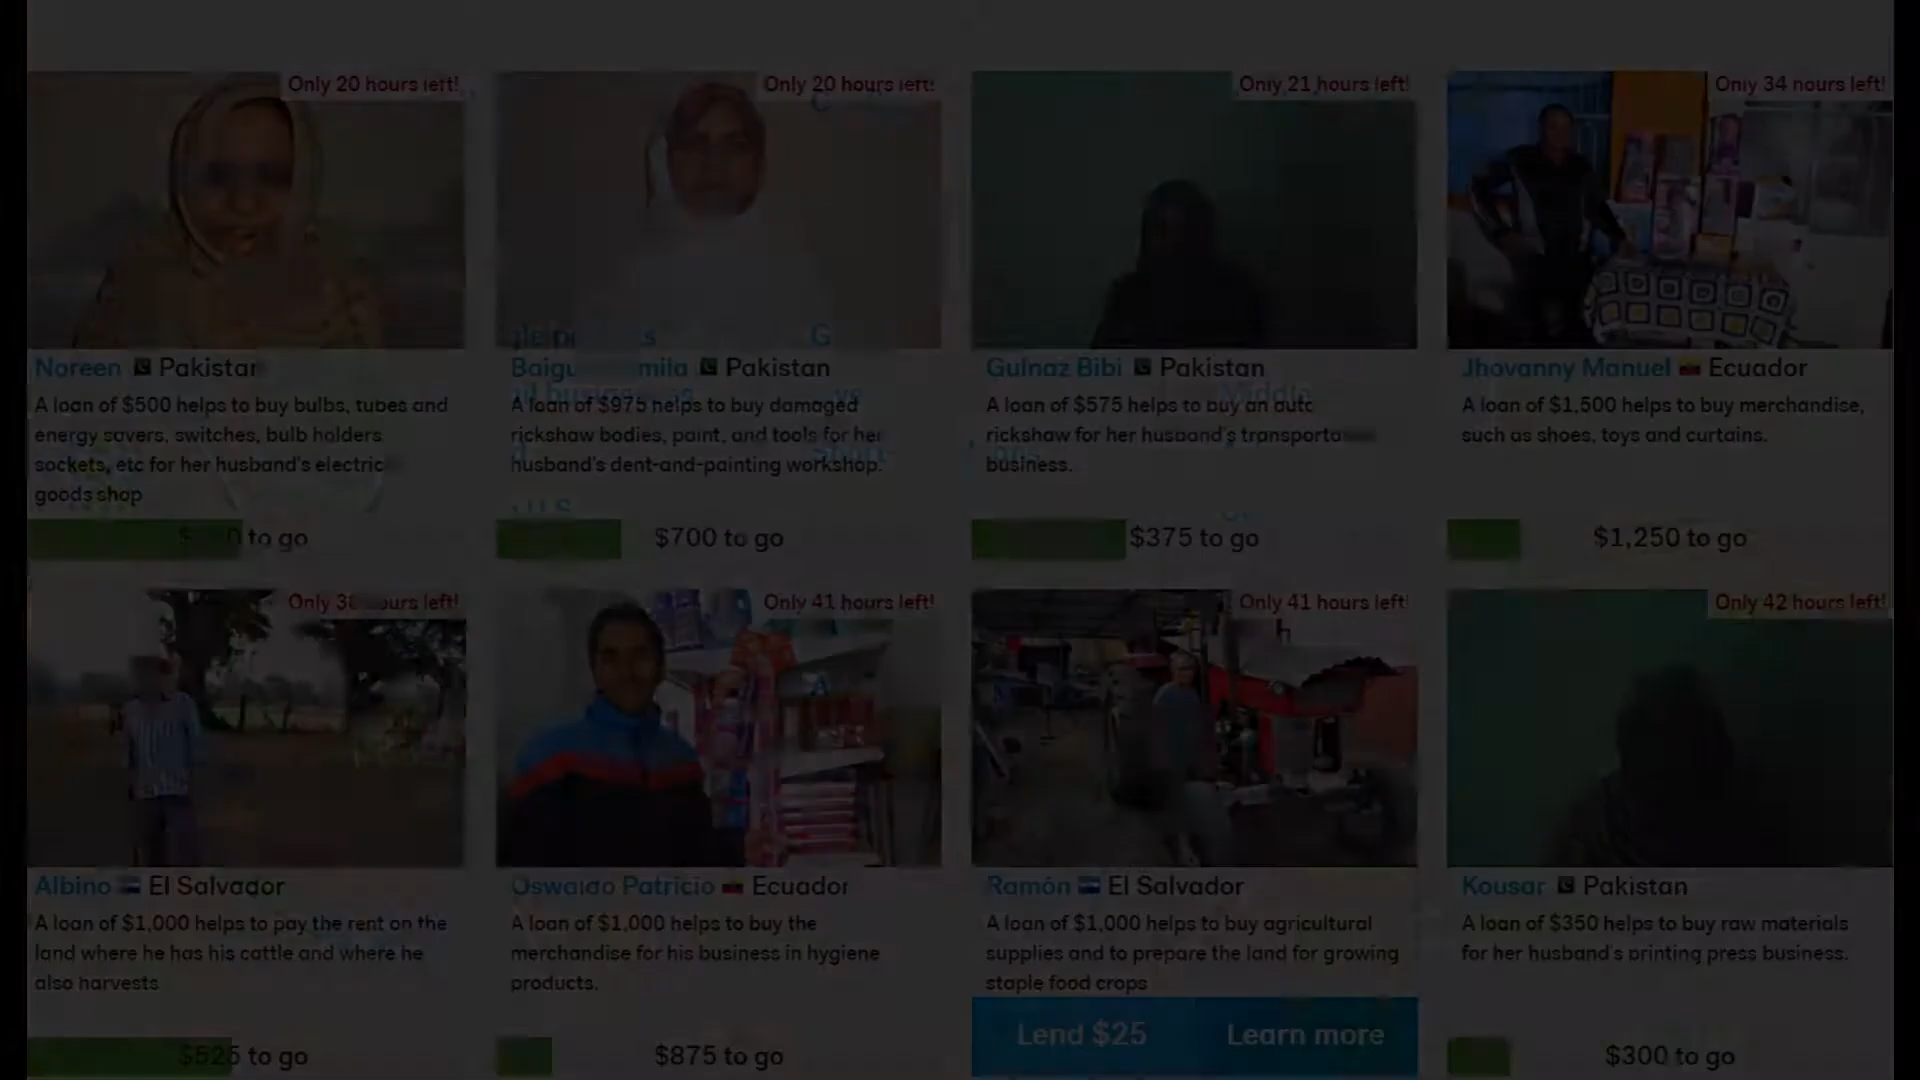 Only 20 hours left!
Only 20 hours left!
Only 21 hours left!
Only 34 hours left!
Noreen Pakistan
A loan of $500 helps to buy bulbs, tubes and
energy savers, switches, bulb holders
sockets, etc for her husband's electric
goods shop
to go
Pakistan
A loan of $975 helps to buy damaged
rickshaw bodies, paint, and tools for her
husband's dent-and-painting workshop.
$700 to go
Gulnaz Bibi Pakistan
A loan of $575 helps to buy an auto
rickshaw for her husband's
business.
$375 to go
Jhovanny Manuel Ecuador
A loan of $1,500 helps to buy merchandise,
such as shoes, toys and curtains.
$1,250 to go
Only hours left!
Only 41 hours left!
Only 41 hours left!
Only 42 hours left!
Albino El Salvador
A loan of $1,000 helps to pay the rent on the
land where he has his cattle and where he
also harvests
$525 to go
Oswaldo Patricio Ecuador
A loan of $1,000 helps to buy the
merchandise for his business in hygiene
products.
$875 to go
Ramón El Salvador
A loan of $1,000 helps to buy agricultural
supplies and to prepare the land for growing
staple food crops
Lend $25 Learn more
Kousar Pakistan
A loan of $350 helps to buy raw materials
for her husband's printing press business.
$300 to go